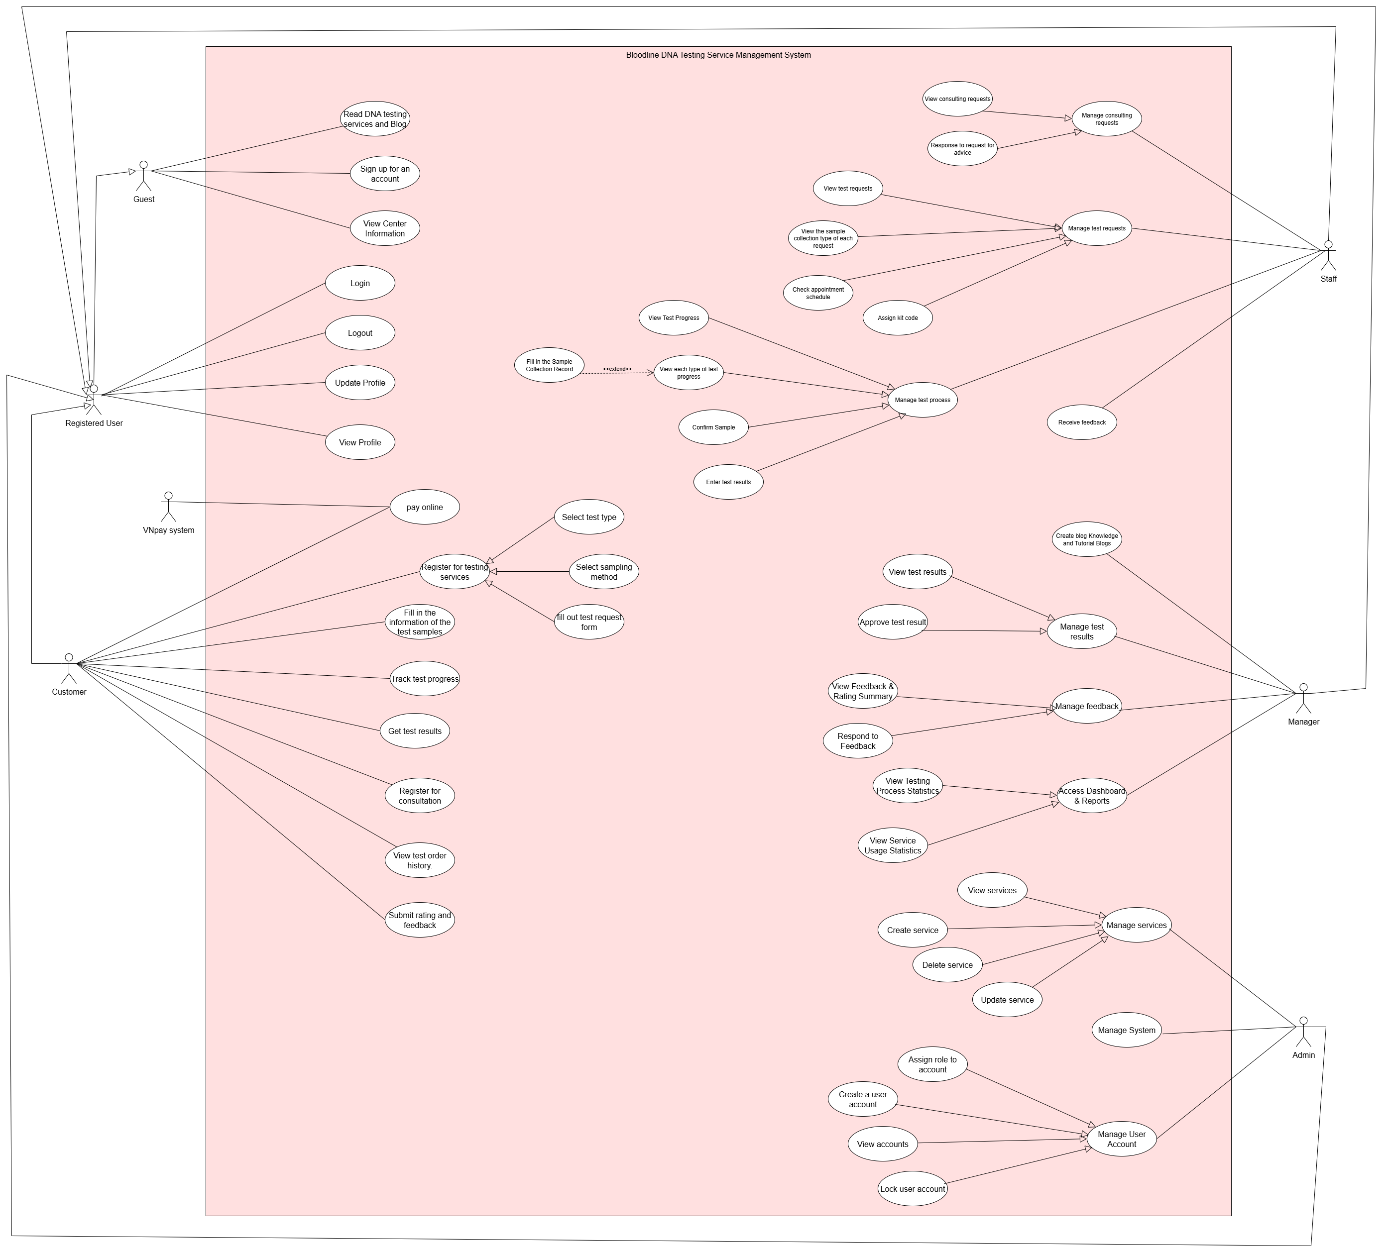 Bloodline DNA Testing Service Management System
Read DNA testing
services and Blog
Sign up for an
account
View Center
Information
Guest
Login
Logout
Update Profile
View Profile
Registered User
VNpay system
pay online
Register for testing
services
Select test type
Select sampling
method
fill out test request
form
Fill in the
information of the
test samples
Track test progress
Get test results
Register for
consultation
View test order
history
Submit rating and
feedback
Customer
View consulting requests
Response to request for
advice
Manage consulting
requests
View test requests
View the sample
collection type of each
request
Check appointment
schedule
Assign kit code
Manage test requests
View Test Progress
Fill in the Sample
Collection Record
<<extend>>
View each type of test
progress
Confirm Sample
Enter test results
Manage test process
Receive feedback
Staff
Create blog Knowledge
and Tutorial Blogs
View test results
Approve test result
Manage test
results
View Feedback &
Rating Summary
Respond to
Feedback
Manage feedback
View Testing
Process Statistics
View Service
Usage Statistics
Access Dashboard
& Reports
Manager
View services
Create service
Delete service
Update service
Manage services
Manage System
Assign role to
account
Create a user
account
View accounts
Lock user account
Manage User
Account
Admin